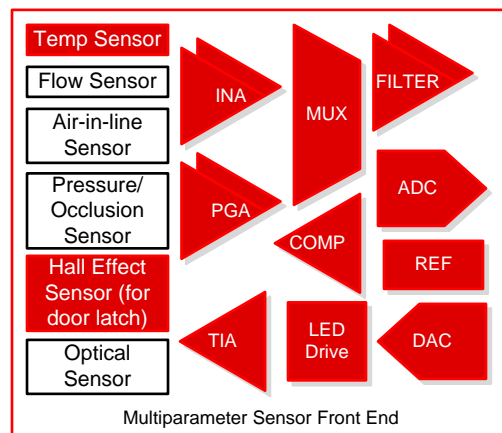 Temp Sensor
Flow Sensor
Air-in-line
Sensor
Pressure/
Occlusion
Sensor
Hall Effect
Sensor (for
door latch)
Optical
Sensor
INA
PGA
TIA
MUX
COMP
LED
Drive
FILTER
ADC
REF
DAC
Multiparameter Sensor Front End